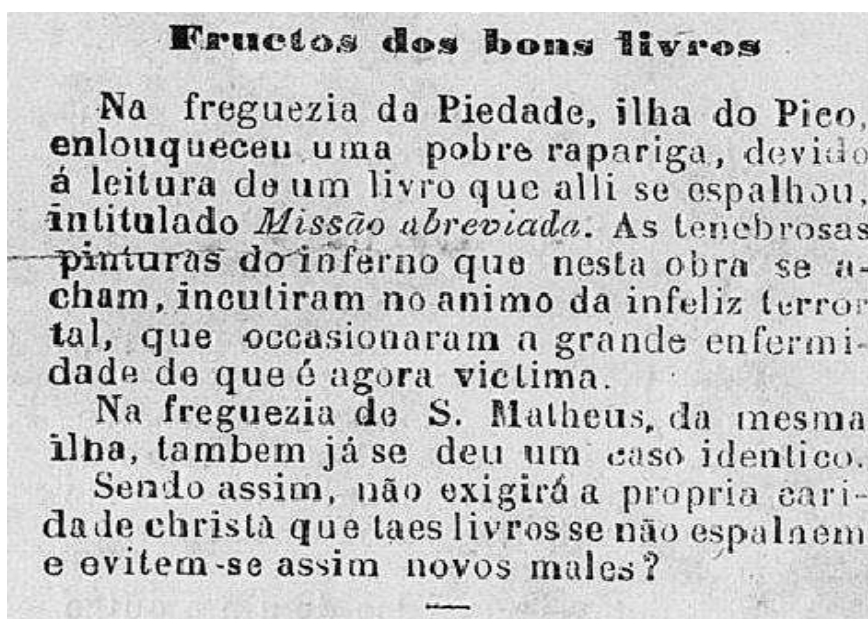 Fructos dos bons livros
Na freguezia da Piedade, ilha do Pico,
enlouqueceu uma pobre rapariga, devido
á leitura de um livro que alli se espalhou,
intitulado Missão abreviada. As tenebrosas
pinturas do inferno que nesta obra se a-
cham, incutiram no animo da infeliz terror
tal, que occasionaram a grande enfermi-
dade de que é agora victima.
Na freguezia de S. Matheus, da mesma
ilha, tambem já se deu um caso identico.
Sendo assim, não exigirá a propria cari-
dade christã que taes livros se não espalhem
e evitem-se assim novos males?